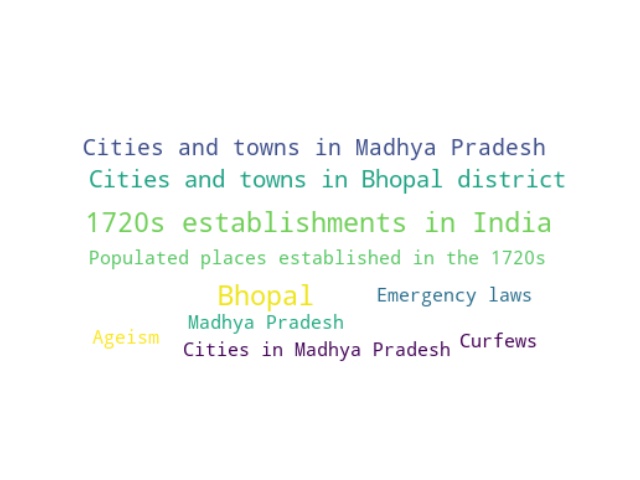 Cities and towns in Madhya Pradesh
Cities and towns in Bhopal district
1720s establishments in India
Populated places established in the 1720s
Bhopal
Emergency laws
Madhya Pradesh
Ageism
Cities in Madhya Pradesh
Curfews